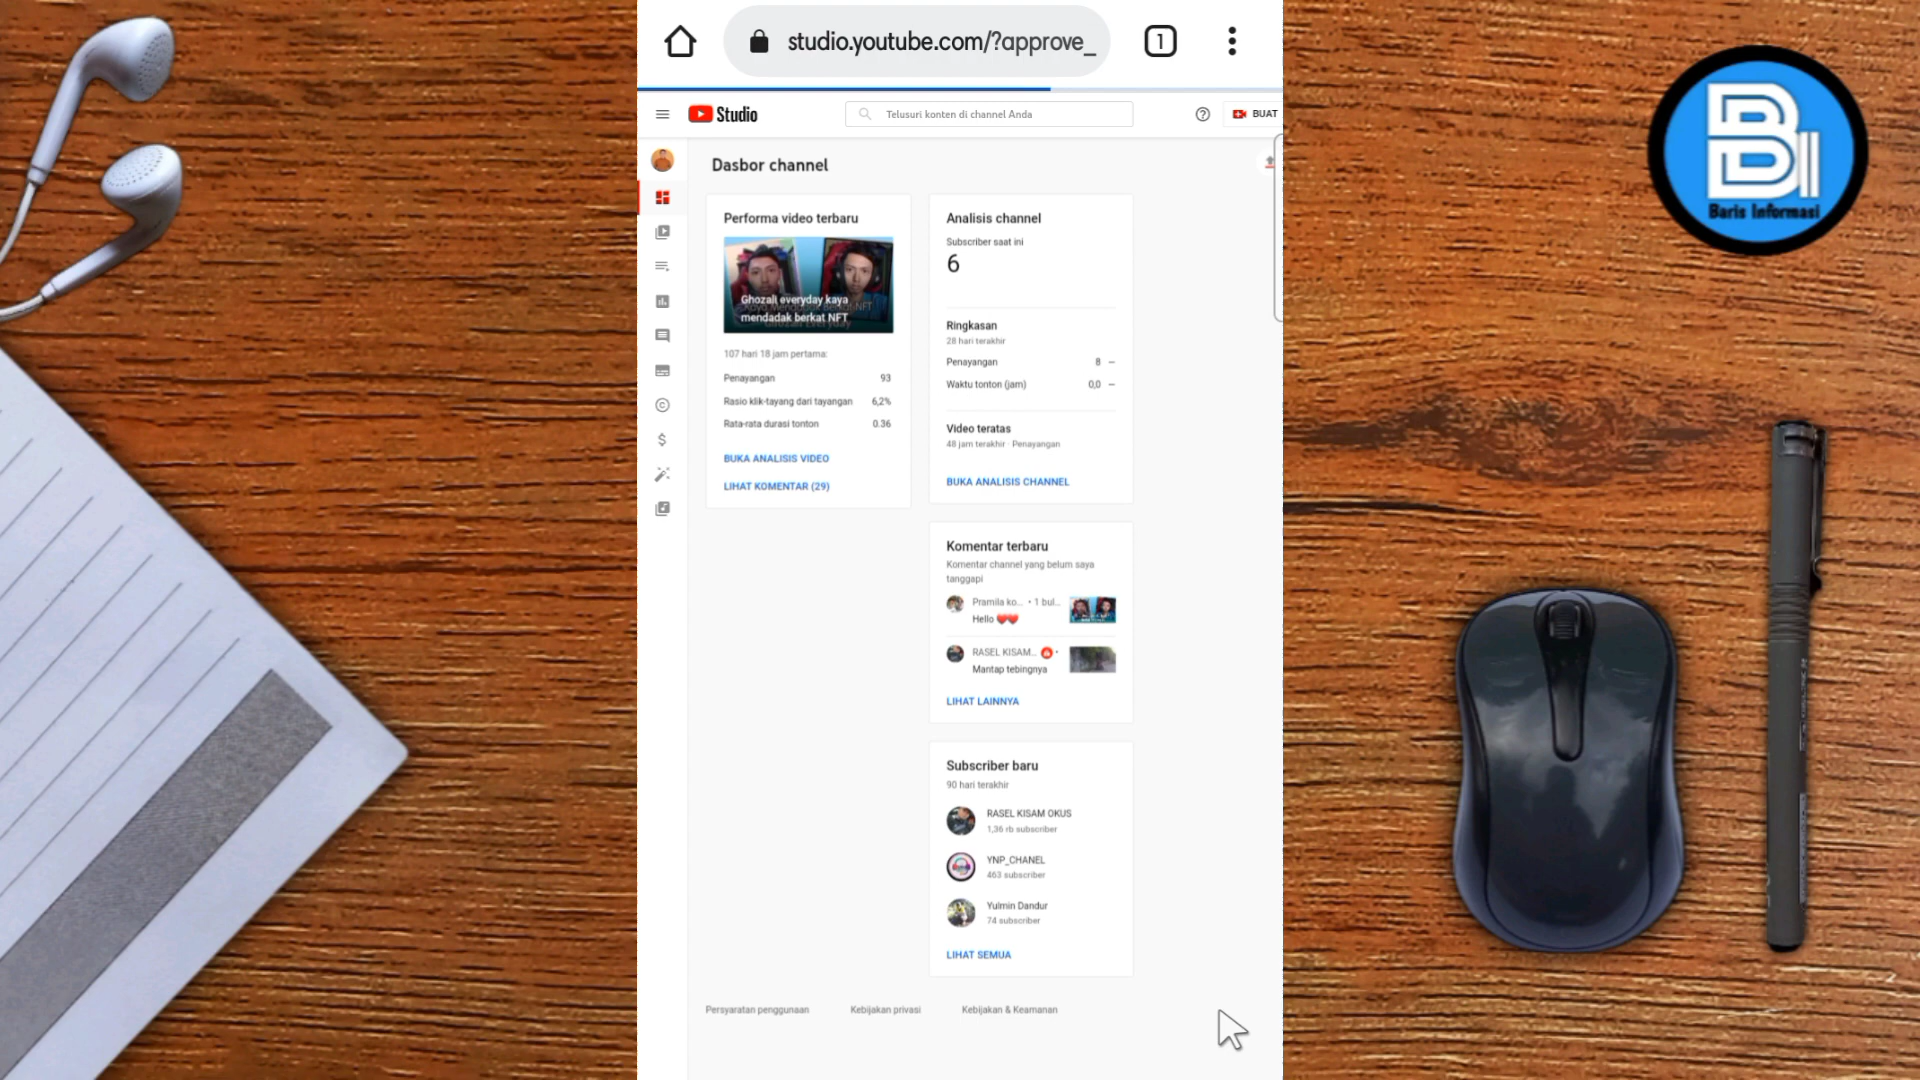 studio.youtube.com/?approve_
1
Studio
Telusuri konten di channel Anda
BUAT
Dasbor channel
Performa video terbaru
Ghozali everyday kaya
mendadak berkat NFT
107 hari 18 jam pertama:
Penayangan 93
Rasio klik-tayang dari tayangan 6,2%
Rata-rata durasi tonton 0.36
BUKA ANALISIS VIDEO
LIHAT KOMENTAR (29)
Analisis channel
Subscriber saat ini
6
Ringkasan
28 hari terakhir
Penayangan 8 —
Waktu tonton (jam) 0,0 —
Video teratas
48 jam terakhir · Penayangan
BUKA ANALISIS CHANNEL
Komentar terbaru
Komentar channel yang belum saya
tanggapi
Pramila ko... • 1 bul...
Hello ❤️❤️
RASEL KISAM... •
Mantap tebingnya
LIHAT LAINNYA
Subscriber baru
90 hari terakhir
RASEL KISAM OKUS
1,36 rb subscriber
YNP_CHANEL
463 subscriber
Yulmin Dandur
74 subscriber
LIHAT SEMUA
Persyaratan penggunaan Kebijakan privasi Kebijakan & Keamanan
BI
Baris Informasi